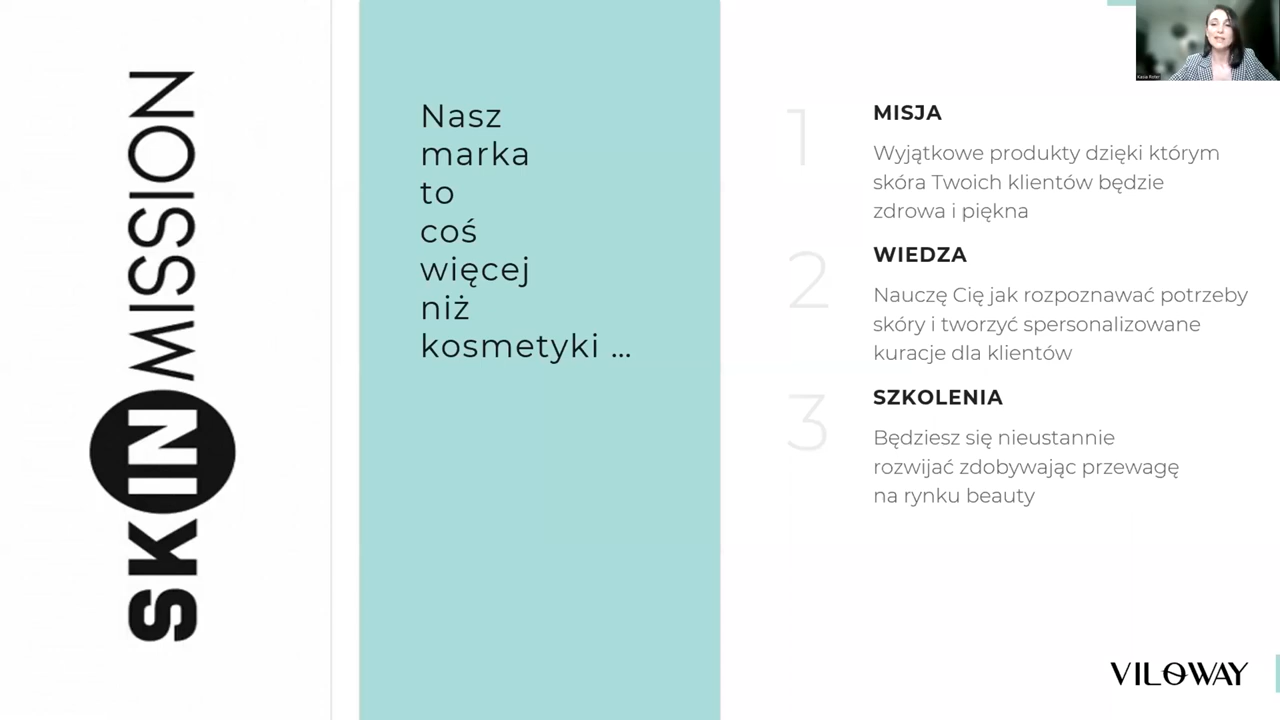 SKINMISSION
Nasz
marka
to
coś
więcej
niż
kosmetyki ...
1
MISJA
Wyjątkowe produkty dzięki którym
skóra Twoich klientów będzie
zdrowa i piękna
2
WIEDZA
Nauczę Cię jak rozpoznawać potrzeby
skóry i tworzyć spersonalizowane
kuracje dla klientów
3
SZKOLENIA
Będziesz się nieustannie
rozwijać zdobywając przewagę
na rynku beauty
VILOWAY